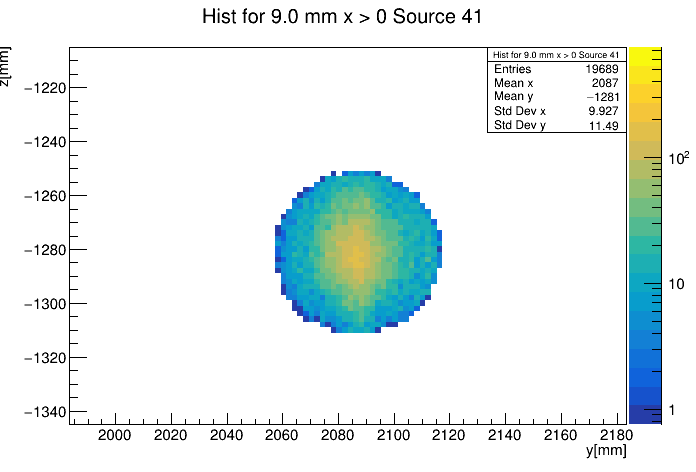 Hist for 9.0 mm x > 0 Source 41
z[mm]
Hist for 9.0 mm x > 0 Source 41
Entries 19689
Mean x 2087
Mean y −1281
Std Dev x 9.927
Std Dev y 11.49
−1220
−1240
−1260
−1280
−1300
−1320
−1340
10²
10
1
2000 2020 2040 2060 2080 2100 2120 2140 2160 2180
y[mm]